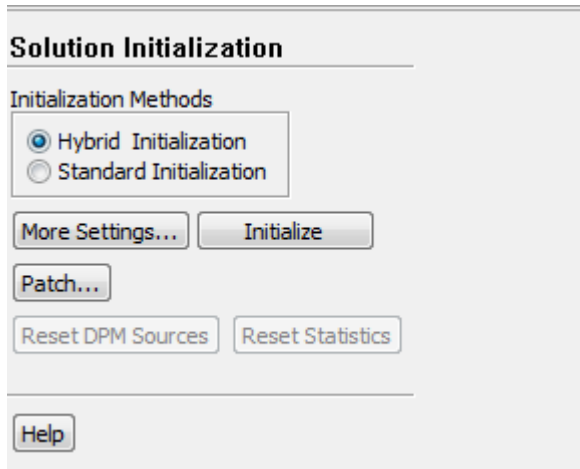 Solution Initialization
Initialization Methods
Hybrid Initialization
Standard Initialization
More Settings... Initialize
Patch...
Reset DPM Sources Reset Statistics
Help